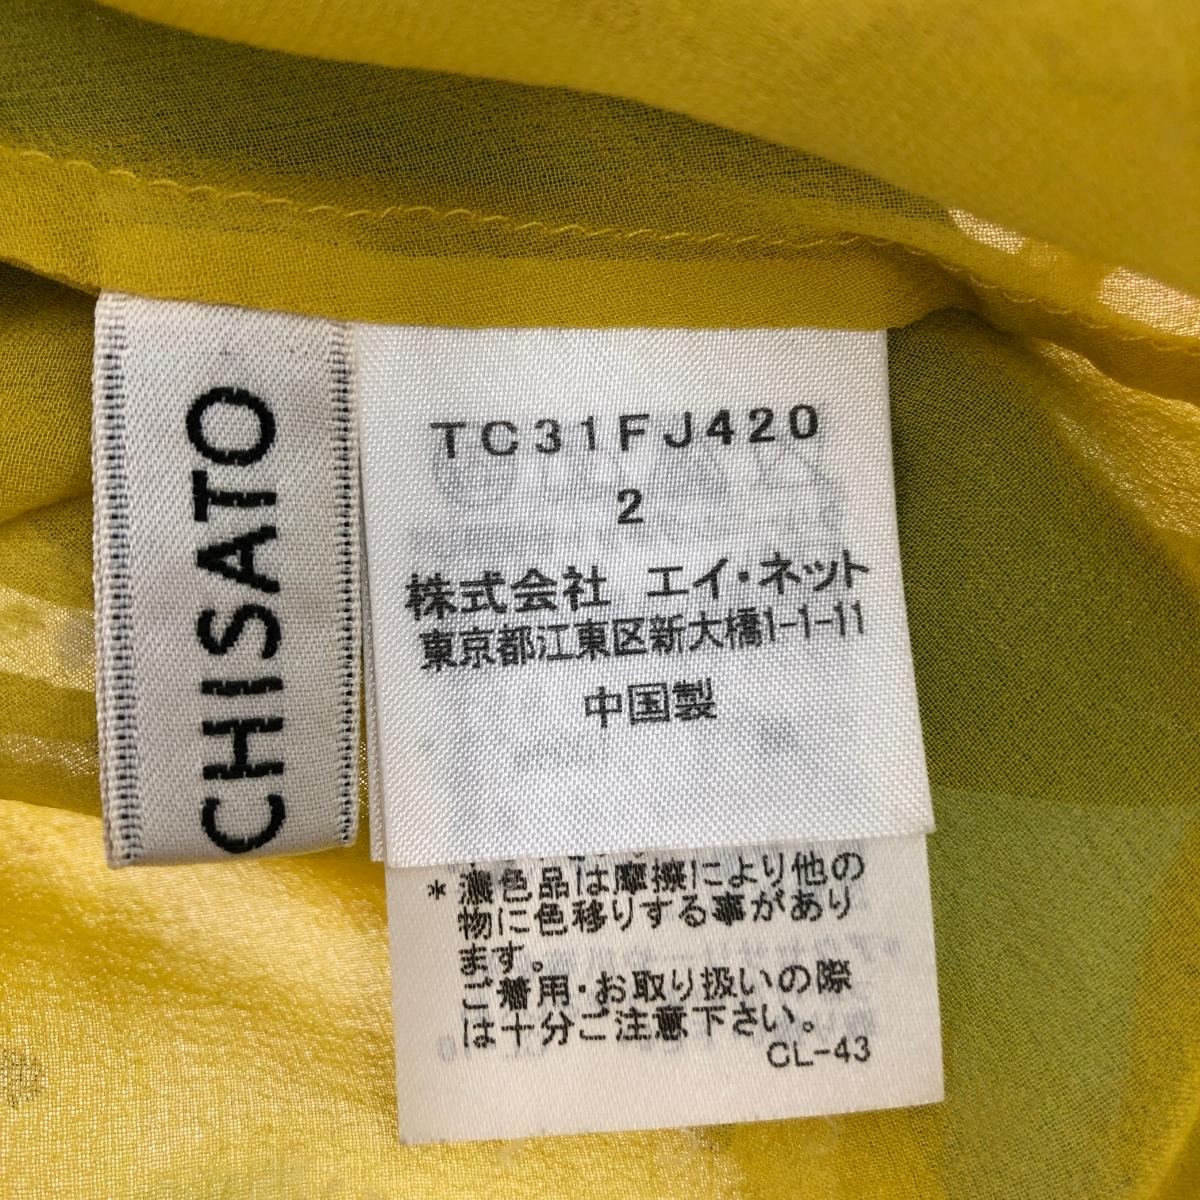 CHISATO
TC31FJ420
2
株式会社 エイ・ネット
東京都江東区新大橋1-1-11
中国製
*濃色品は摩擦により他の
物に色移りする事があり
ます。
ご着用・お取り扱いの際
は十分ご注意下さい。
CL-43